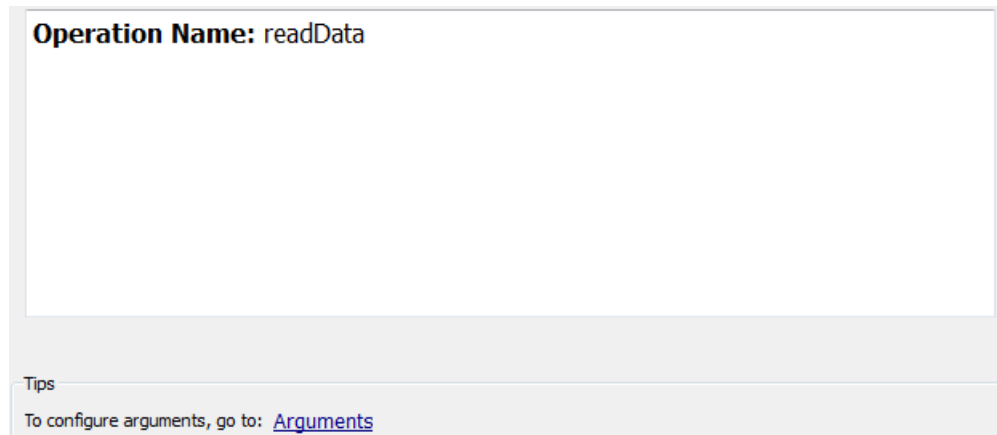 Operation Name: readData
Tips
To configure arguments, go to: Arguments